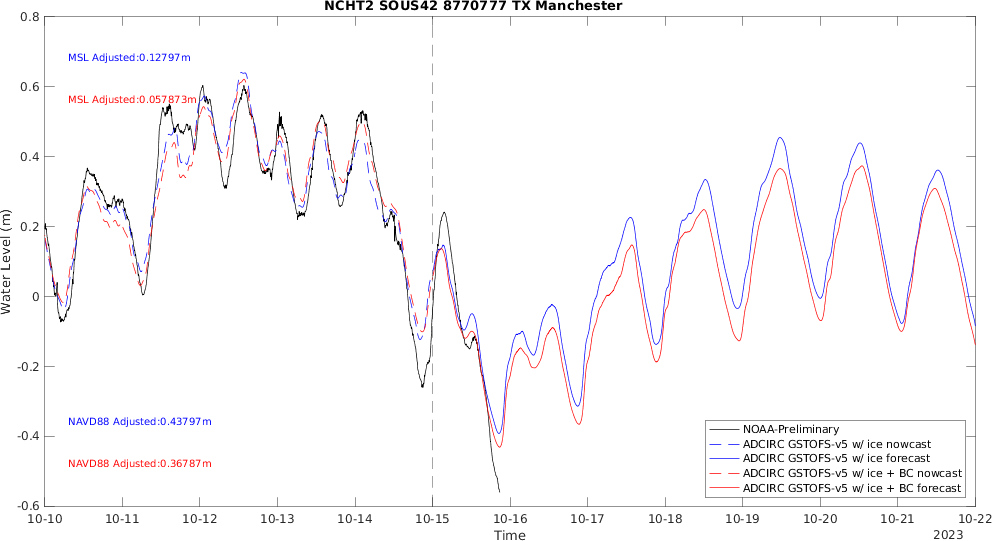 NCHT2 SOUS42 8770777 TX Manchester
0.8
0.6
0.4
0.2
0
-0.2
-0.4
-0.6
Water Level (m)
MSL Adjusted:0.12797m
MSL Adjusted:0.057873m
NAVD88 Adjusted:0.43797m
NAVD88 Adjusted:0.36787m
NOAA-Preliminary
ADCIRC GSTOFS-v5 w/ ice nowcast
ADCIRC GSTOFS-v5 w/ ice forecast
ADCIRC GSTOFS-v5 w/ ice + BC nowcast
ADCIRC GSTOFS-v5 w/ ice + BC forecast
10-10 10-11 10-12 10-13 10-14 10-15 10-16 10-17 10-18 10-19 10-20 10-21 10-22
Time
2023